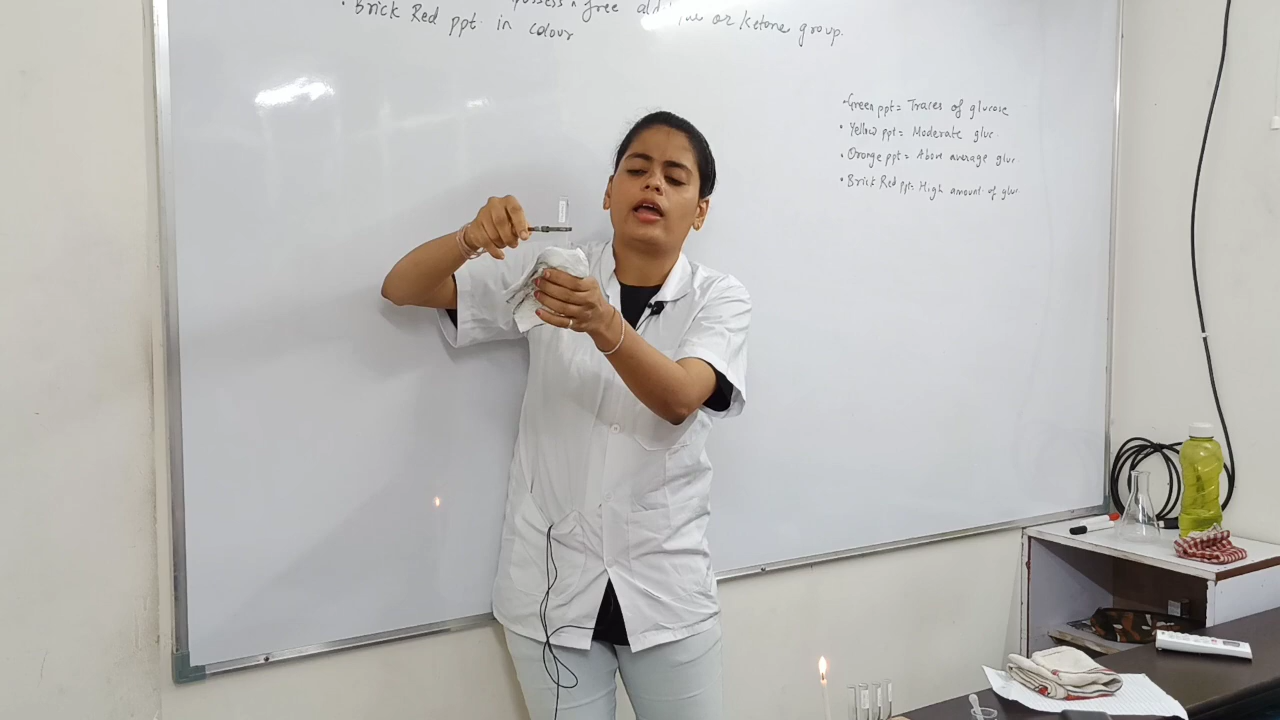 possess a free or Ketone group.
• Brick Red ppt. in colour
• Green ppt = Traces of glucose
• Yellow ppt = Moderate gluc.
• Orange ppt = Above average gluc.
• Brick Red ppt = High amount of gluc